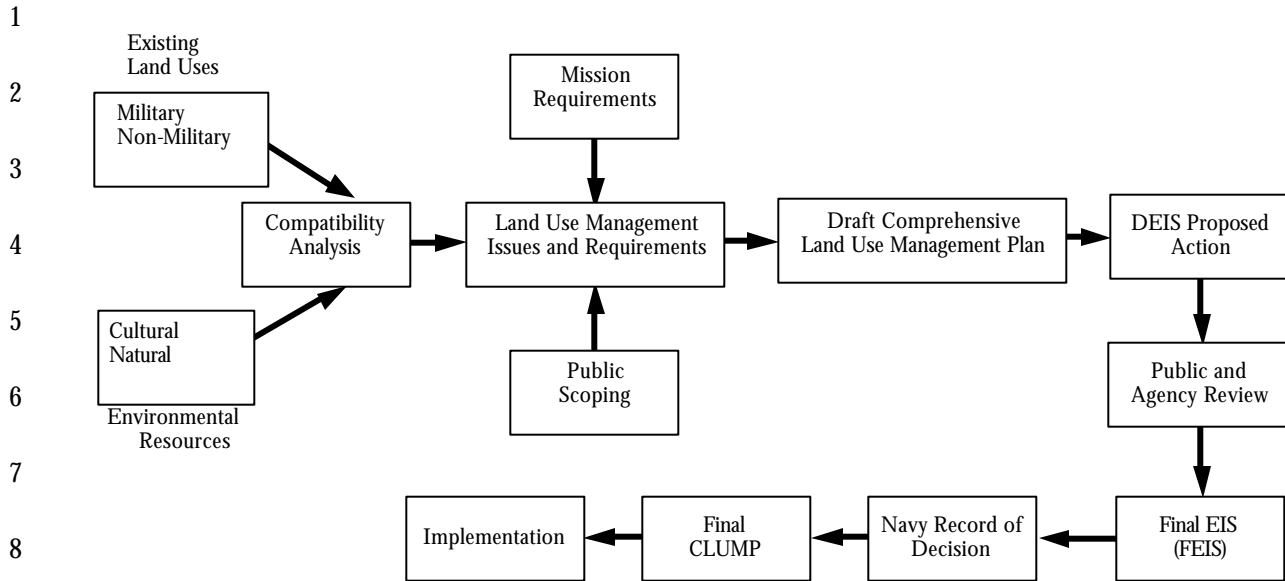 1
Existing
Land Uses
2
Military
Non-Military
Mission
Requirements
3
Compatibility
Analysis
Land Use Management
Issues and Requirements
Draft Comprehensive
Land Use Management Plan
DEIS Proposed
Action
4
5
Cultural
Natural
Public
Scoping
Public and
Agency Review
6
Environmental
Resources
7
Implementation
Final
CLUMP
Navy Record of
Decision
Final EIS
(FEIS)
8